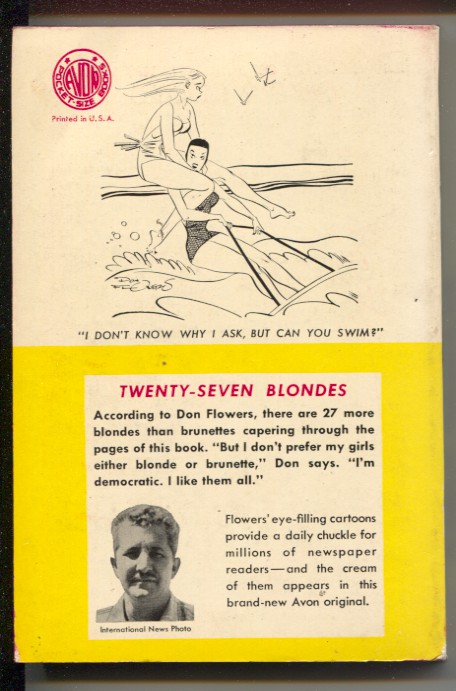 AVON
POCKET-SIZE BOOKS
Printed in U.S.A.
DON
FLOWERS
"I DON'T KNOW WHY I ASK, BUT CAN YOU SWIM?"
TWENTY-SEVEN BLONDES
According to Don Flowers, there are 27 more
blondes than brunettes capering through the
pages of this book. "But I don't prefer my girls
either blonde or brunette," Don says. "I'm
democratic. I like them all."
Flowers' eye-filling cartoons
provide a daily chuckle for
millions of newspaper
readers—and the cream
of them appears in this
brand-new Avon original.
International News Photo